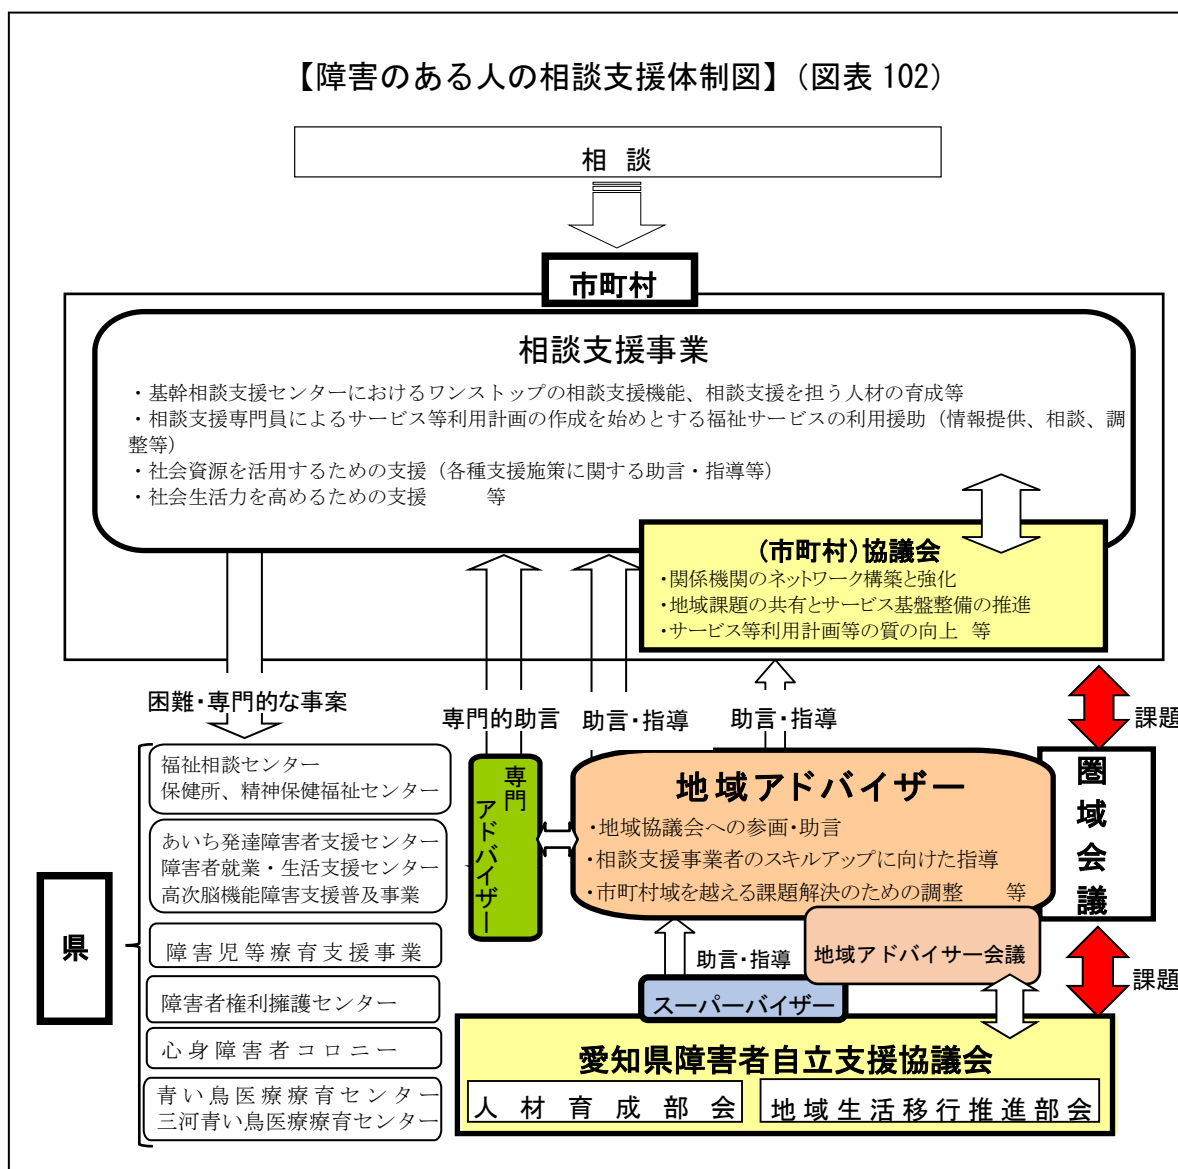 【障害のある人の相談支援体制図】（図表 102）
相 談
市町村
相談支援事業
・基幹相談支援センターにおけるワンストップの相談支援機能、相談支援を担う人材の育成等
・相談支援専門員によるサービス等利用計画の作成を始めとする福祉サービスの利用援助（情報提供、相談、調
整等）
・社会資源を活用するための支援（各種支援施策に関する助言・指導等）
・社会生活力を高めるための支援　　　等
（市町村）協議会
・関係機関のネットワーク構築と強化
・地域課題の共有とサービス基盤整備の推進
・サービス等利用計画等の質の向上　等
困難・専門的な事案
専門的助言
助言・指導
助言・指導
課題
福祉相談センター
保健所、精神保健福祉センター
あいち発達障害者支援センター
障害者就業・生活支援センター
高次脳機能障害支援普及事業
障害児等療育支援事業
障害者権利擁護センター
心身障害者コロニー
青い鳥医療療育センター
三河青い鳥医療療育センター
県
専門
アドバイザー
地域アドバイザー
・地域協議会への参画・助言
・相談支援事業者のスキルアップに向けた指導
・市町村域を越える課題解決のための調整　　等
圏域会議
地域アドバイサー会議
助言・指導
課題
スーパーバイザー
愛知県障害者自立支援協議会
人材育成部会
地域生活移行推進部会